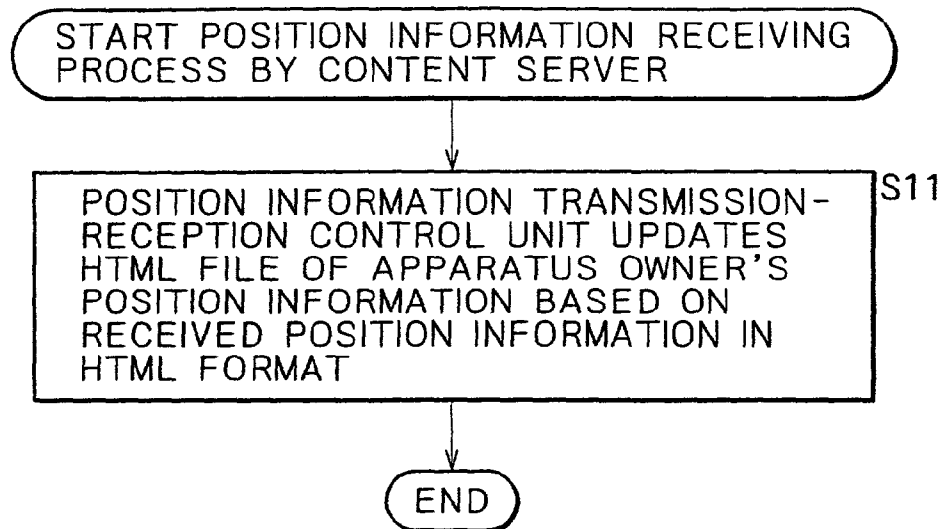 START POSITION INFORMATION RECEIVING
PROCESS BY CONTENT SERVER
S11
POSITION INFORMATION TRANSMISSION-
RECEPTION CONTROL UNIT UPDATES
HTML FILE OF APPARATUS OWNER'S
POSITION INFORMATION BASED ON
RECEIVED POSITION INFORMATION IN
HTML FORMAT
END